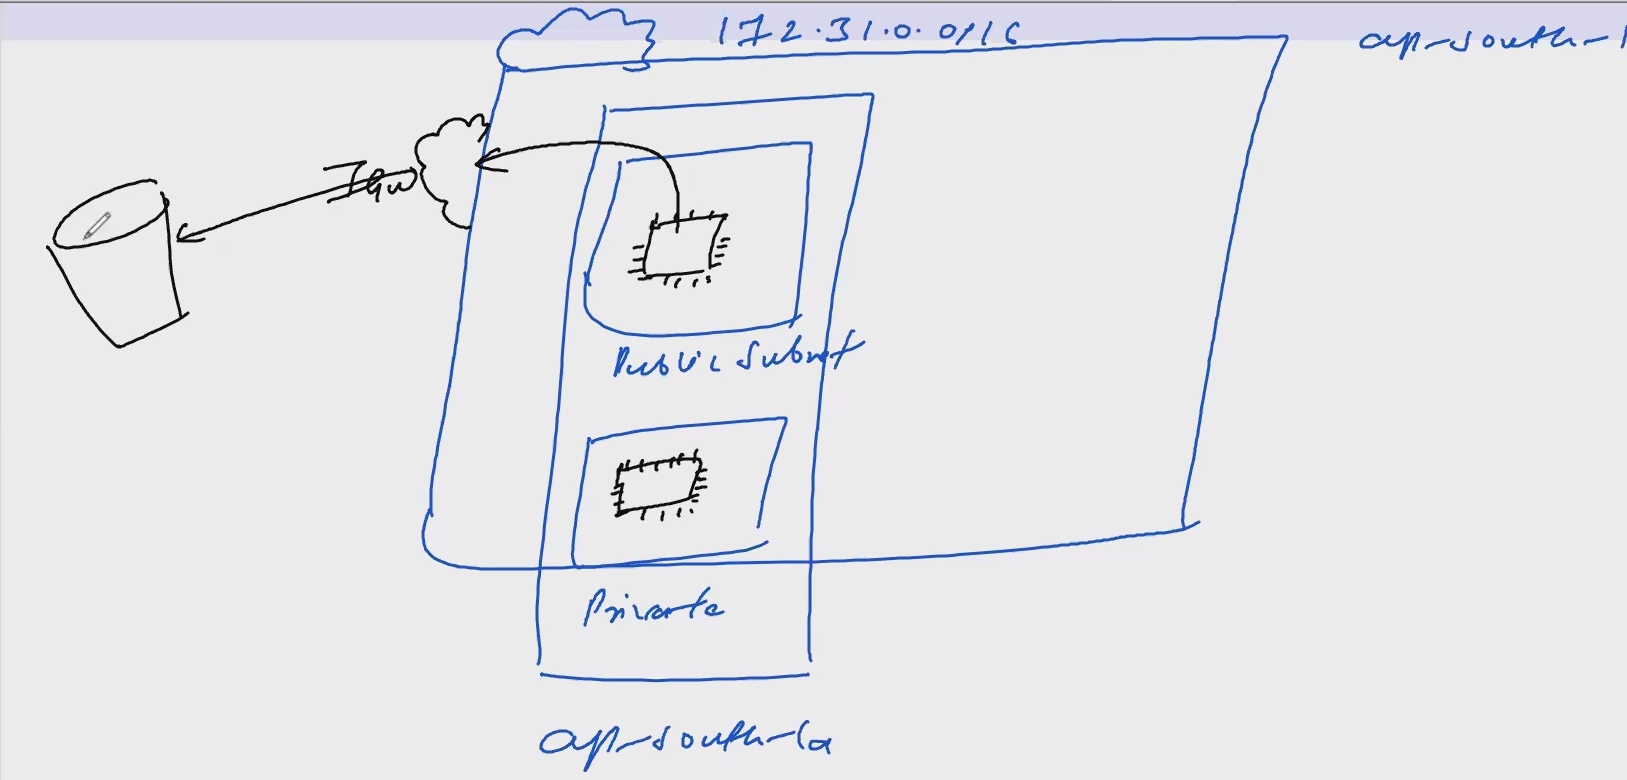 172.31.0.0/16
ap-south-1
IGW
Public Subnet
Private
ap-south-1a